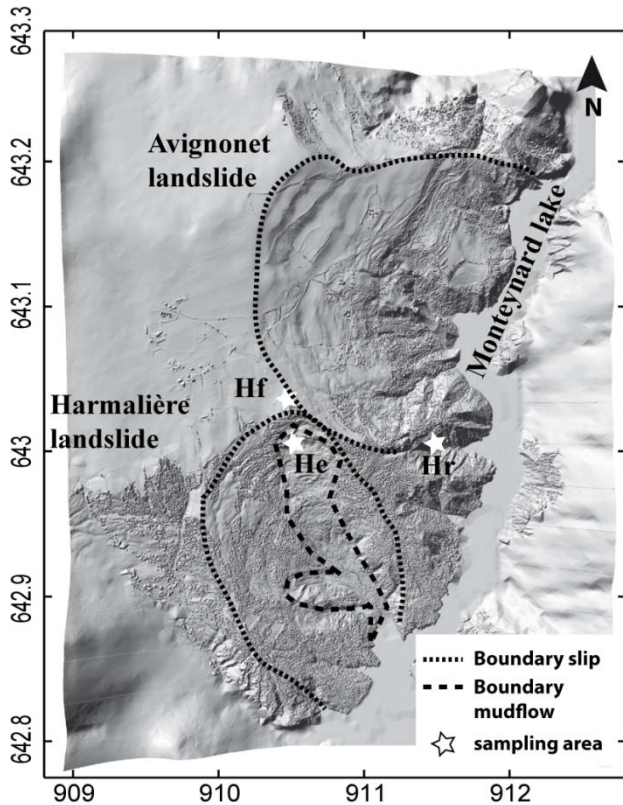 643.3
643.2
643.1
643
642.9
642.8
Avignonet
landslide
N
Monteynard lake
Hf
Harmalière
landslide
He
Hr
Boundary slip
Boundary
mudflow
sampling area
909
910
911
912